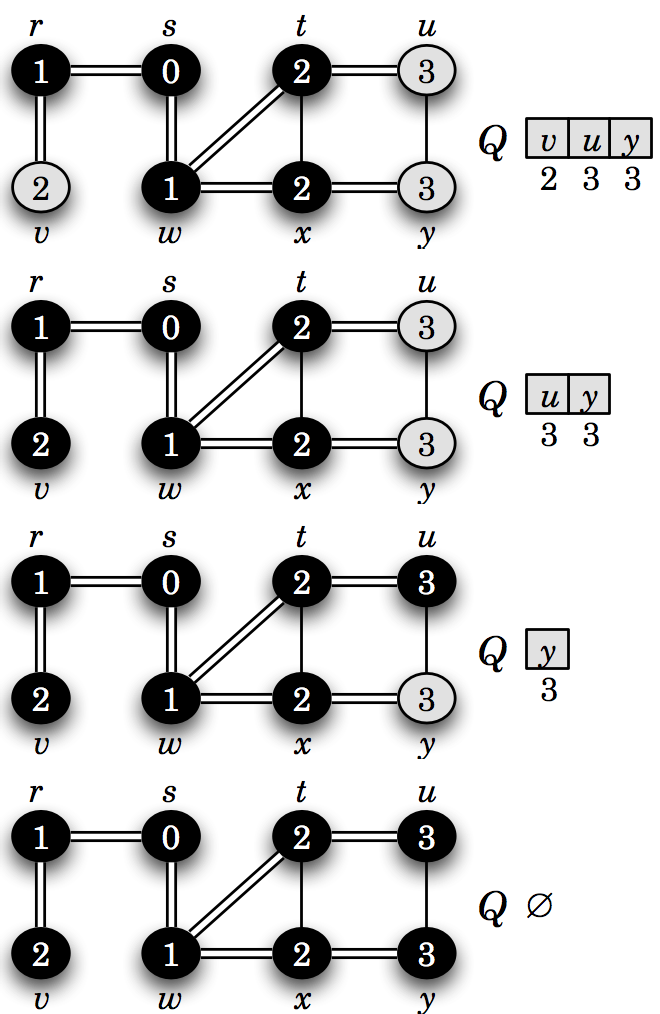 r s t u
1 0 2 3
Q v u y
2 3 3
2 1 2 3
v w x y
r s t u
1 0 2 3
Q u y
3 3
2 1 2 3
v w x y
r s t u
1 0 2 3
Q y
3
2 1 2 3
v w x y
r s t u
1 0 2 3
Q ∅
2 1 2 3
v w x y